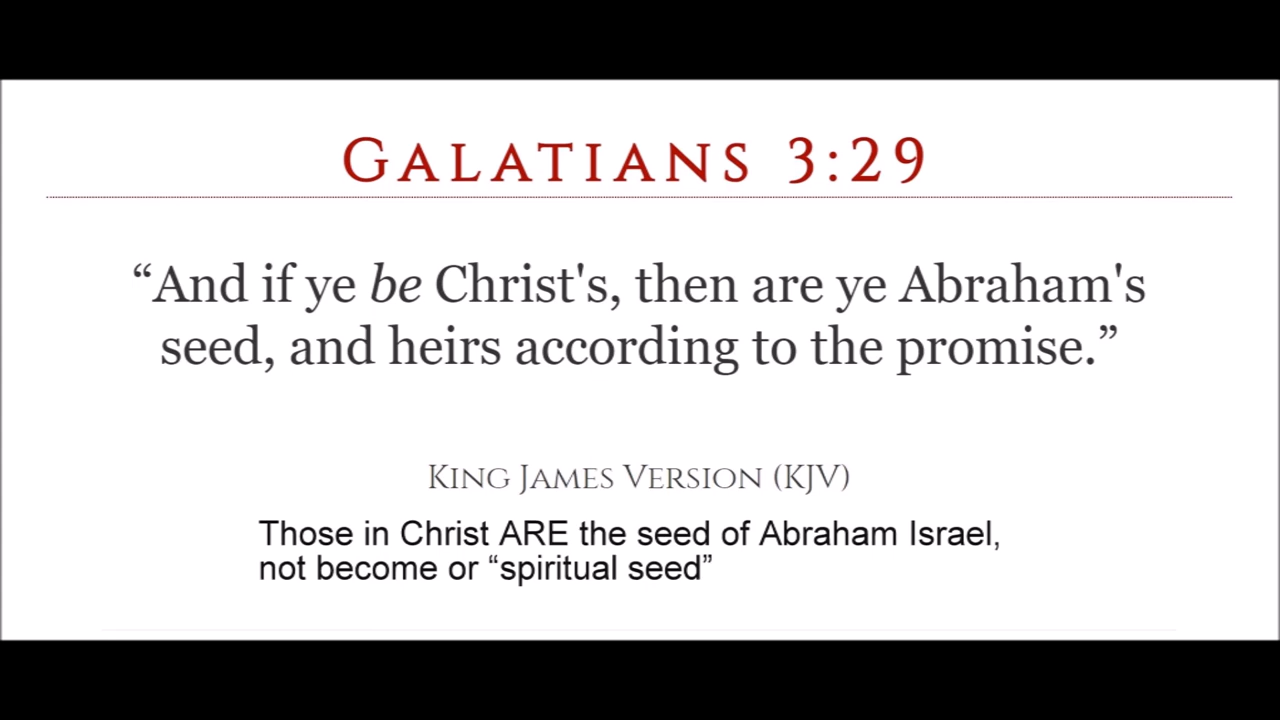 GALATIANS 3:29
“And if ye be Christ's, then are ye Abraham's
seed, and heirs according to the promise.”
KING JAMES VERSION (KJV)
Those in Christ ARE the seed of Abraham Israel,
not become or “spiritual seed”